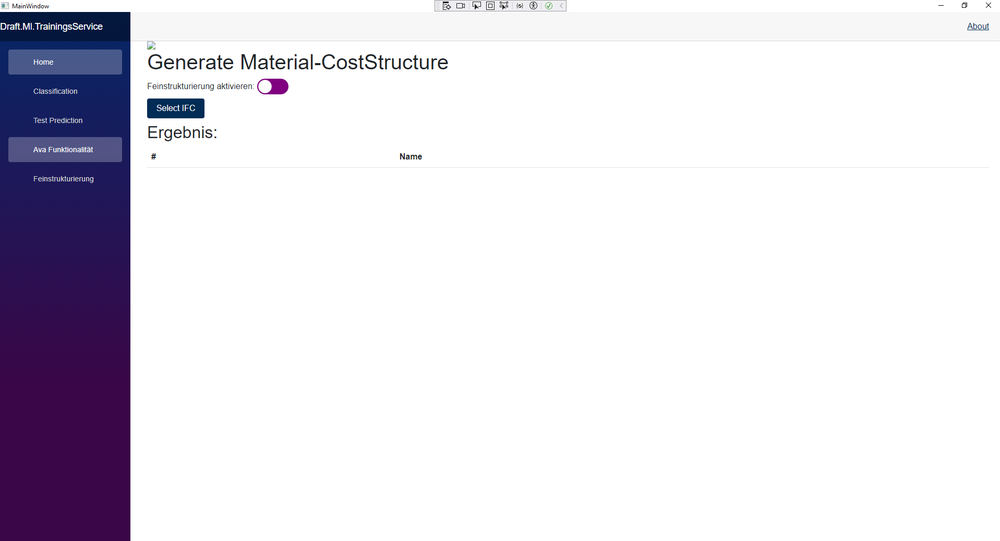 MainWindow
Draft.Ml.TrainingsService
About
Home
Classification
Test Prediction
Ava Funktionalität
Feinstrukturierung
Generate Material-CostStructure
Feinstrukturierung aktivieren:
Select IFC
Ergebnis:
# Name